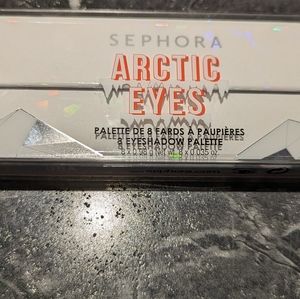 SEPHORA
ARCTIC
EYES
PALETTE DE 8 FARDS À PAUPIÈRES
8 EYESHADOW PALETTE